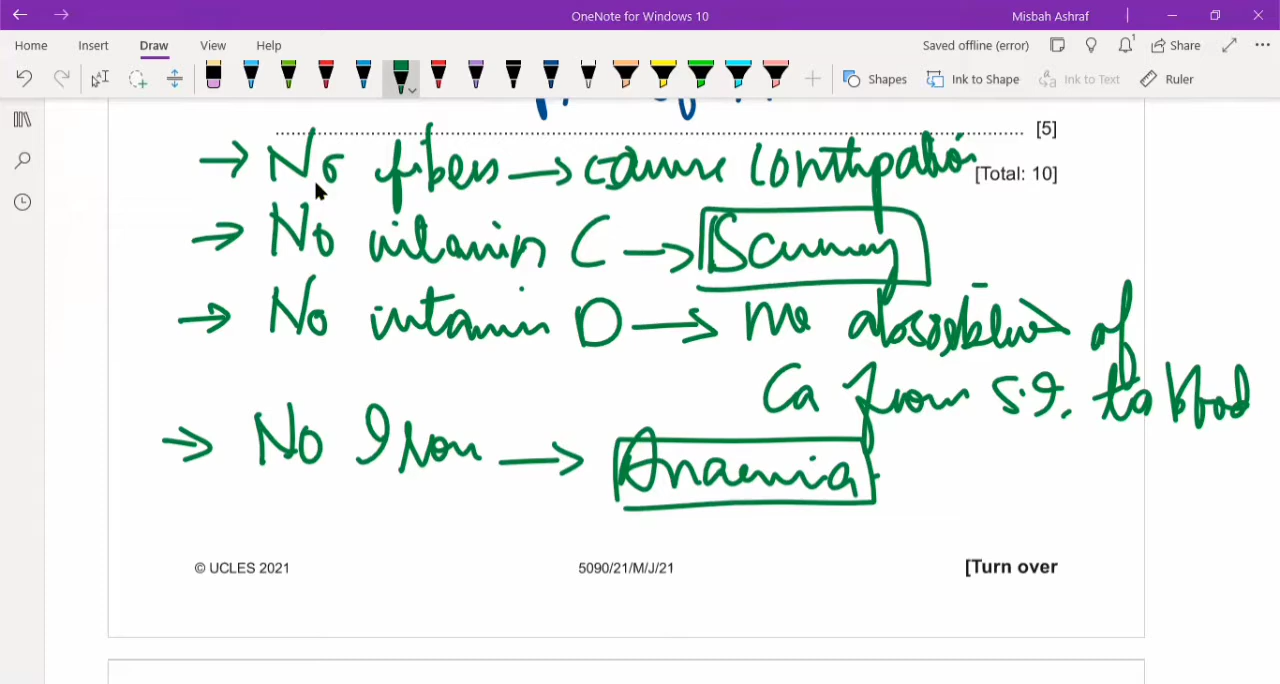 OneNote for Windows 10
Misbah Ashraf
Home Insert Draw View Help
Saved offline (error) Share
Shapes Ink to Shape Ink to Text Ruler
[5]
→ No fibers → cause constipation
[Total: 10]
→ No vitamin C → Scurvey
→ No vitamin D → no absorbtion of
Ca from S.I. to blood
→ No Iron → Anaemia
© UCLES 2021 5090/21/M/J/21 [Turn over